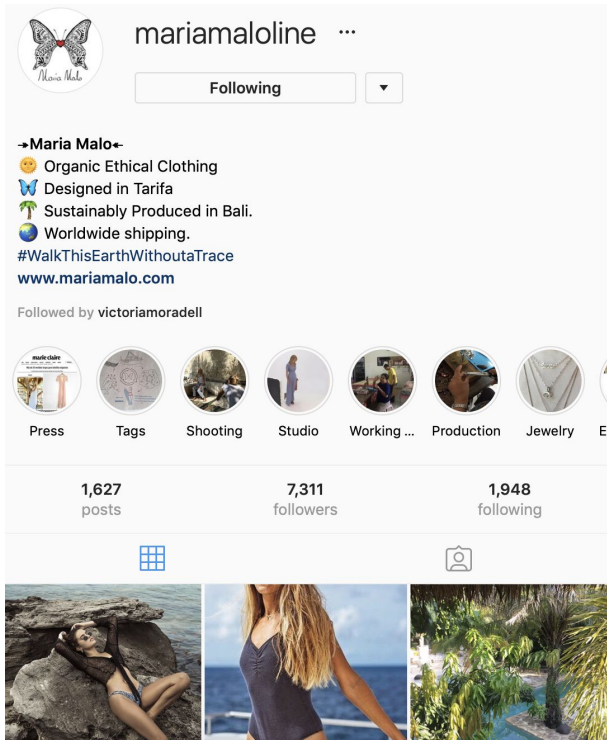 mariamaloline ...
Maria Malo
Following
➛Maria Malo⬷
🌞 Organic Ethical Clothing
🦋 Designed in Tarifa
🌴 Sustainably Produced in Bali.
🌏 Worldwide shipping.
#WalkThisEarthWithoutaTrace
www.mariamalo.com
Followed by victoriamoradell
marie claire
Press Tags Shooting Studio Working ... Production Jewelry E
1,627 7,311 1,948
posts followers following